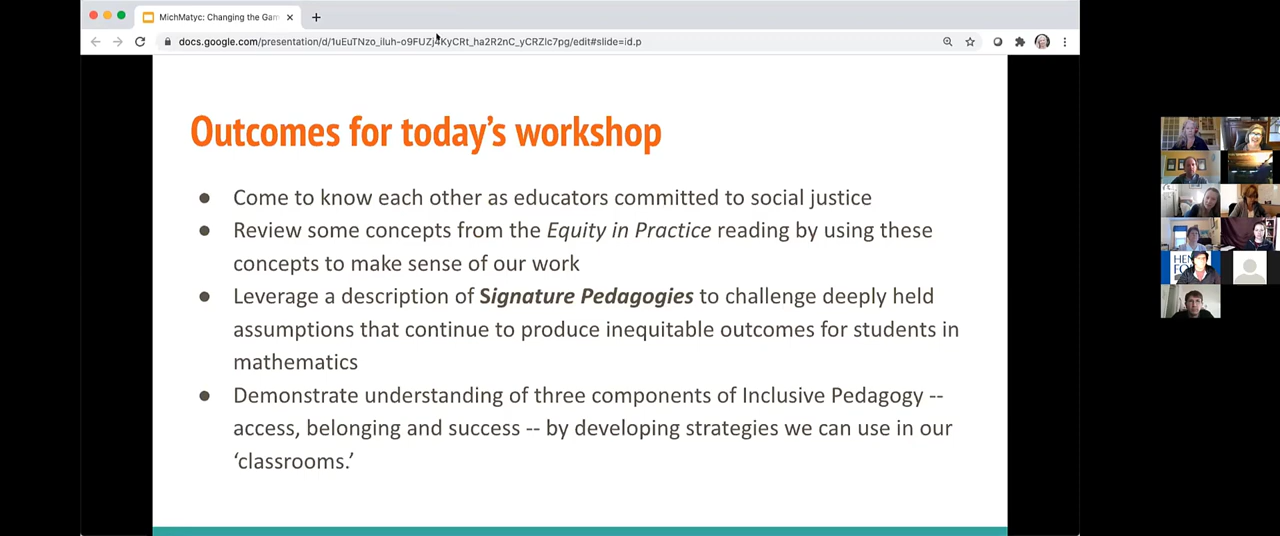 MichMatyc: Changing the Gam
docs.google.com/presentation/d/1uEuTNzo_iluh-o9FUZj4KyCRt_ha2R2nC_yCRZlc7pg/edit#slide=id.p
Outcomes for today's workshop
● Come to know each other as educators committed to social justice
● Review some concepts from the Equity in Practice reading by using these
concepts to make sense of our work
● Leverage a description of Signature Pedagogies to challenge deeply held
assumptions that continue to produce inequitable outcomes for students in
mathematics
● Demonstrate understanding of three components of Inclusive Pedagogy --
access, belonging and success -- by developing strategies we can use in our
‘classrooms.’
HEN
FO